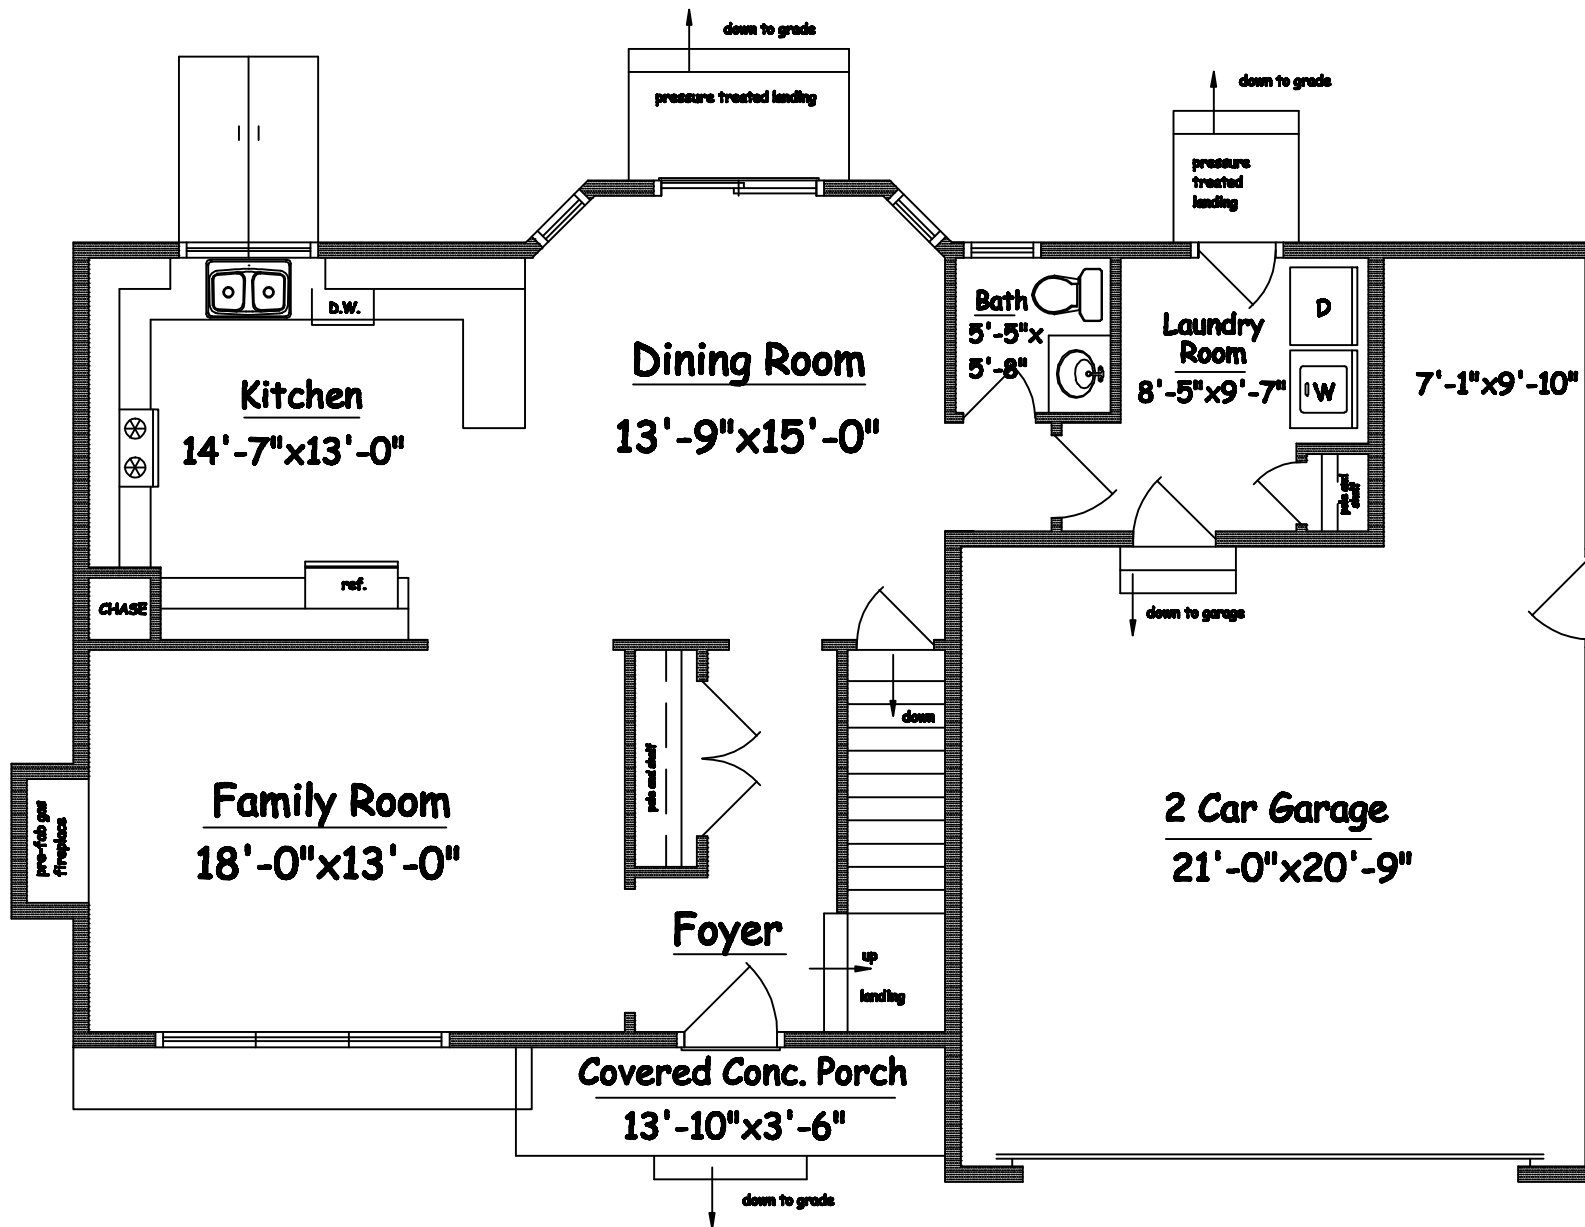 down to grade
pressure treated landing
down to grade
pressure
treated
landing
D.W.
Bath
5'-5"x
5'-8"
Laundry
Room
8'-5"x9'-7"
D
W
7'-1"x9'-10"
Kitchen
14'-7"x13'-0"
Dining Room
13'-9"x15'-0"
pole and
shelf
ref.
CHASE
down to garage
down
pole and shelf
Family Room
18'-0"x13'-0"
pre-fab gas
fireplace
2 Car Garage
21'-0"x20'-9"
Foyer
up
landing
Covered Conc. Porch
13'-10"x3'-6"
down to grade